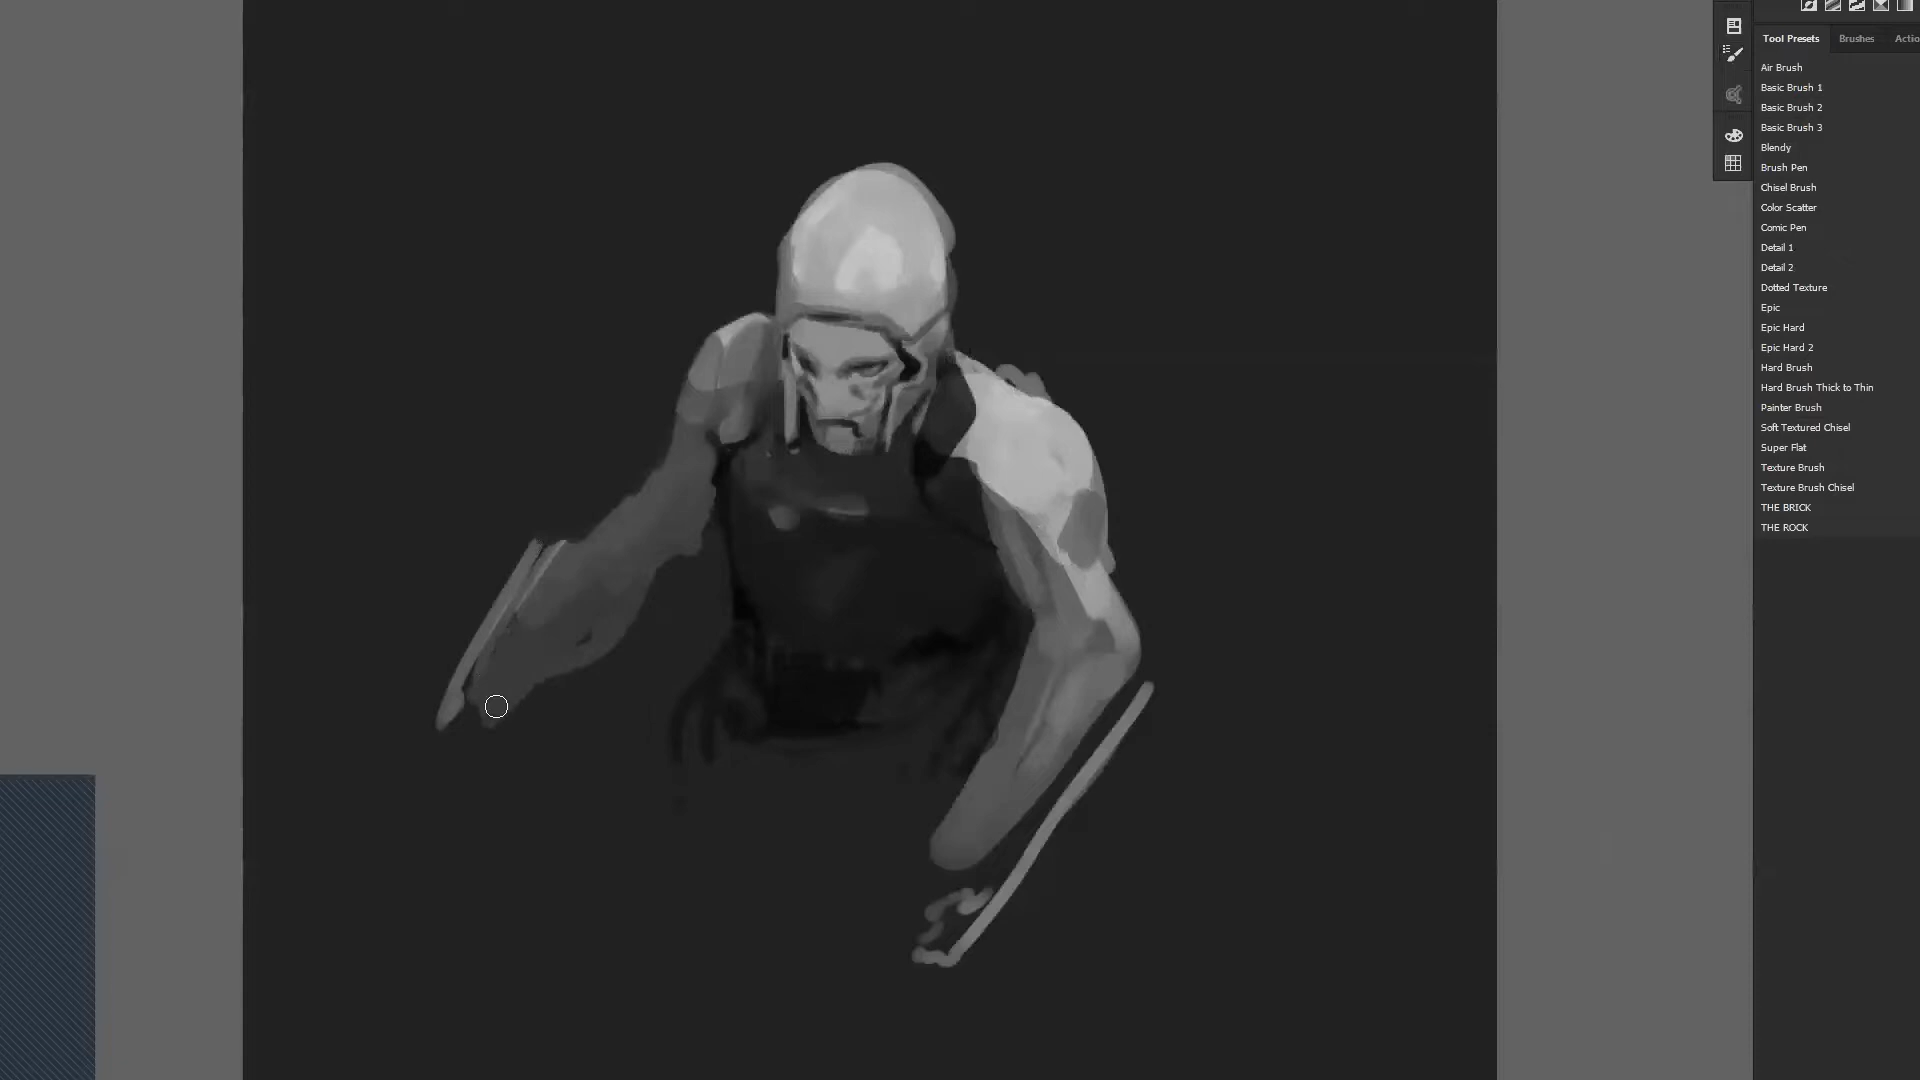 Tool Presets Brushes Actio
Air Brush
Basic Brush 1
Basic Brush 2
Basic Brush 3
Blendy
Brush Pen
Chisel Brush
Color Scatter
Comic Pen
Detail 1
Detail 2
Dotted Texture
Epic
Epic Hard
Epic Hard 2
Hard Brush
Hard Brush Thick to Thin
Painter Brush
Soft Textured Chisel
Super Flat
Texture Brush
Texture Brush Chisel
THE BRICK
THE ROCK